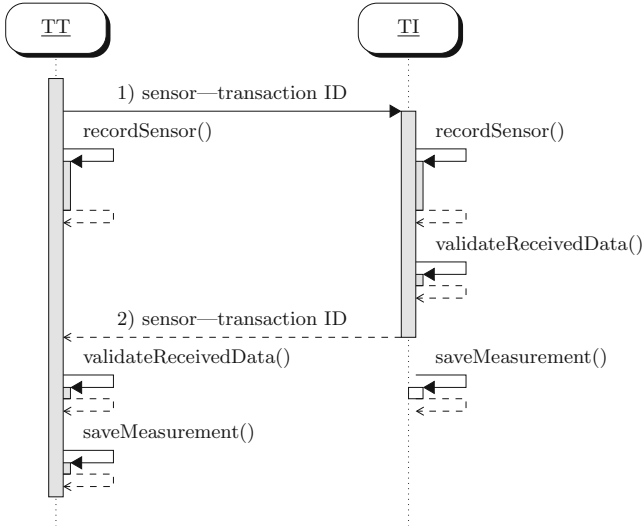 TT
TI
1) sensor—transaction ID
recordSensor()
recordSensor()
validateReceivedData()
2) sensor—transaction ID
validateReceivedData()
saveMeasurement()
saveMeasurement()